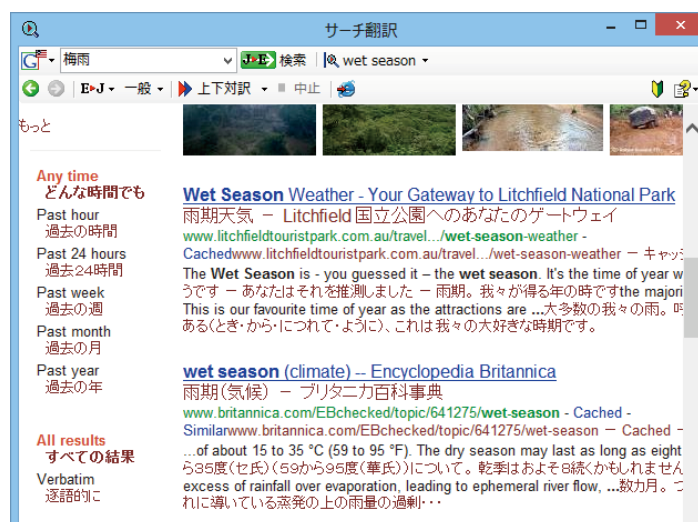 サーチ翻訳
梅雨 J▸E 検索 wet season
E▸J 一般 上下対訳 中止
もっと
Any time
どんな時間でも
Past hour
過去の時間
Past 24 hours
過去24時間
Past week
過去の週
Past month
過去の月
Past year
過去の年
All results
すべての結果
Verbatim
逐語的に
Wet Season Weather - Your Gateway to Litchfield National Park
雨期天気 － Litchfield 国立公園へのあなたのゲートウェイ
www.litchfieldtouristpark.com.au/travel.../wet-season-weather -
Cachedwww.litchfieldtouristpark.com.au/travel.../wet-season-weather － キャッシ
The Wet Season is - you guessed it – the wet season. It's the time of year w
うです － あなたはそれを推測しました － 雨期。我々が得る年の時ですthe majori
This is our favourite time of year as the attractions are ...大多数の我々の雨。呼
ある(とき・から・につれて・ように)、これは我々の大好きな時期です。
wet season (climate) -- Encyclopedia Britannica
雨期(気候) － ブリタニカ百科事典
www.britannica.com/EBchecked/topic/641275/wet-season - Cached -
Similarwww.britannica.com/EBchecked/topic/641275/wet-season － Cached －
...of about 15 to 35 °C (59 to 95 °F). The dry season may last as long as eight
ら35度(セ氏)(59から95度(華氏))について。乾季はおよそ8続くかもしれません
excess of rainfall over evaporation, leading to ephemeral river flow, ...数カ月。つ
れに導いている蒸発の上の雨量の過剰・・・